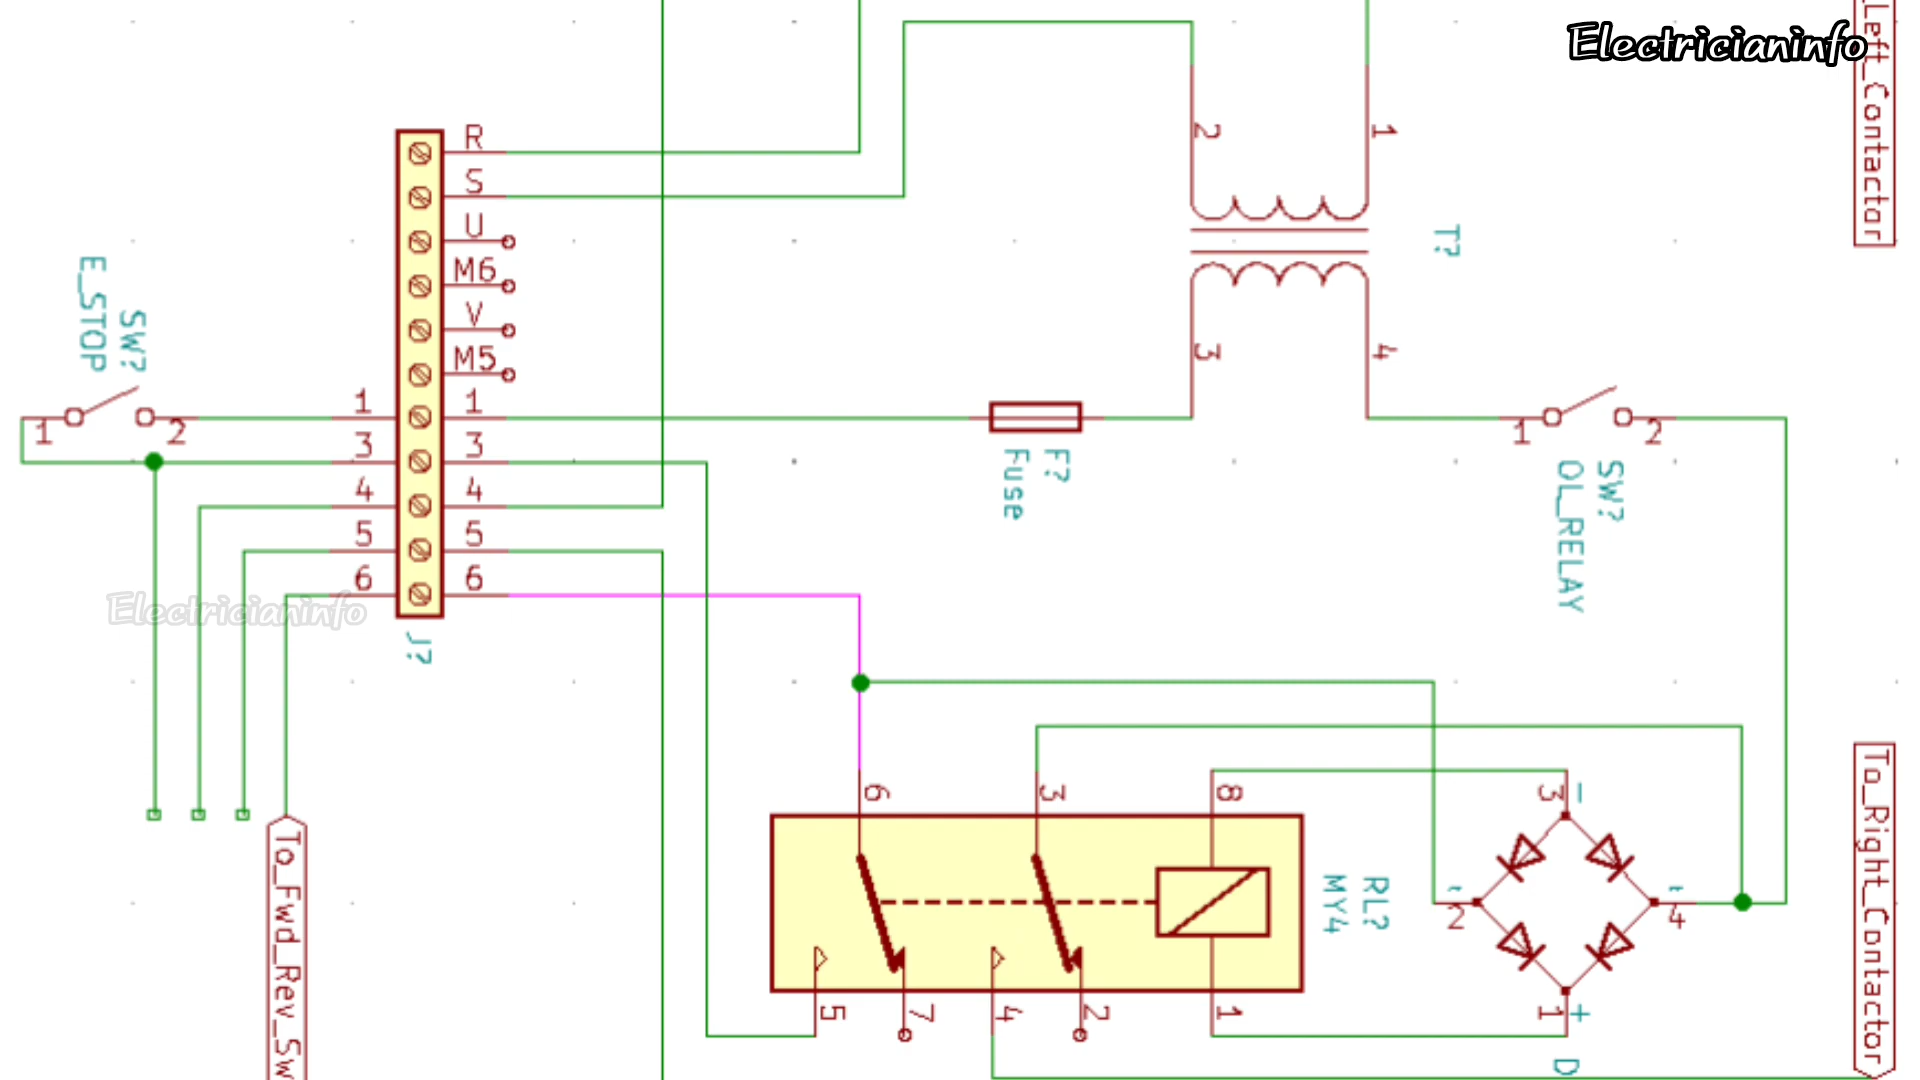 Electricianinfo
Left_Contactor
R
S
U
M6
V
M5
1
3
4
5
6
1
3
4
5
6
J?
E_STOP
SW?
1
2
2
1
3
4
T?
F?
Fuse
1
2
SW?
OL_RELAY
Electricianinfo
To_Fwd_Rev_Sw
6
3
8
5
7
4
2
1
RL?
MY4
3
-
2
4
1
+
D
To_Right_Contactor